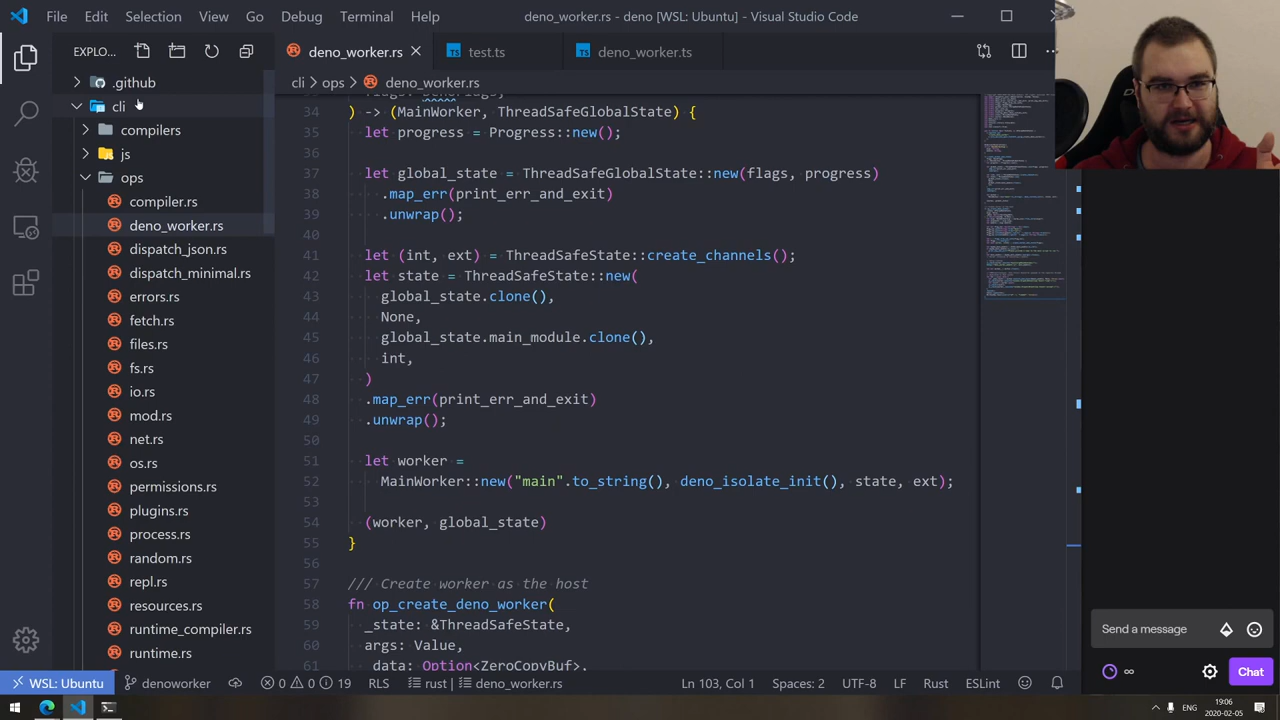 File Edit Selection View Go Debug Terminal Help deno_worker.rs - deno [WSL: Ubuntu] - Visual Studio Code
EXPLO...
deno_worker.rs
test.ts
deno_worker.ts
cli › ops › deno_worker.rs
.github
cli
compilers
js
ops
compiler.rs
deno_worker.rs
dispatch_json.rs
dispatch_minimal.rs
errors.rs
fetch.rs
files.rs
fs.rs
io.rs
mod.rs
net.rs
os.rs
permissions.rs
plugins.rs
process.rs
random.rs
repl.rs
resources.rs
runtime_compiler.rs
runtime.rs
34 ) -> (MainWorker, ThreadSafeGlobalState) {
35 let progress = Progress::new();
36
37 let global_state = ThreadSafeGlobalState::new(flags, progress)
38 .map_err(print_err_and_exit)
39 .unwrap();
40
41 let (int, ext) = ThreadSafeState::create_channels();
42 let state = ThreadSafeState::new(
43 global_state.clone(),
44 None,
45 global_state.main_module.clone(),
46 int,
47 )
48 .map_err(print_err_and_exit)
49 .unwrap();
50
51 let worker =
52 MainWorker::new("main".to_string(), deno_isolate_init(), state, ext);
53
54 (worker, global_state)
55 }
56
57 /// Create worker as the host
58 fn op_create_deno_worker(
59 _state: &ThreadSafeState,
60 args: Value,
61 data: Option<ZeroCopyBuf>,
Send a message
∞
Chat
WSL: Ubuntu denoworker 0 0 19 RLS rust | deno_worker.rs Ln 103, Col 1 Spaces: 2 UTF-8 LF Rust ESLint
ENG
19:06
2020-02-05